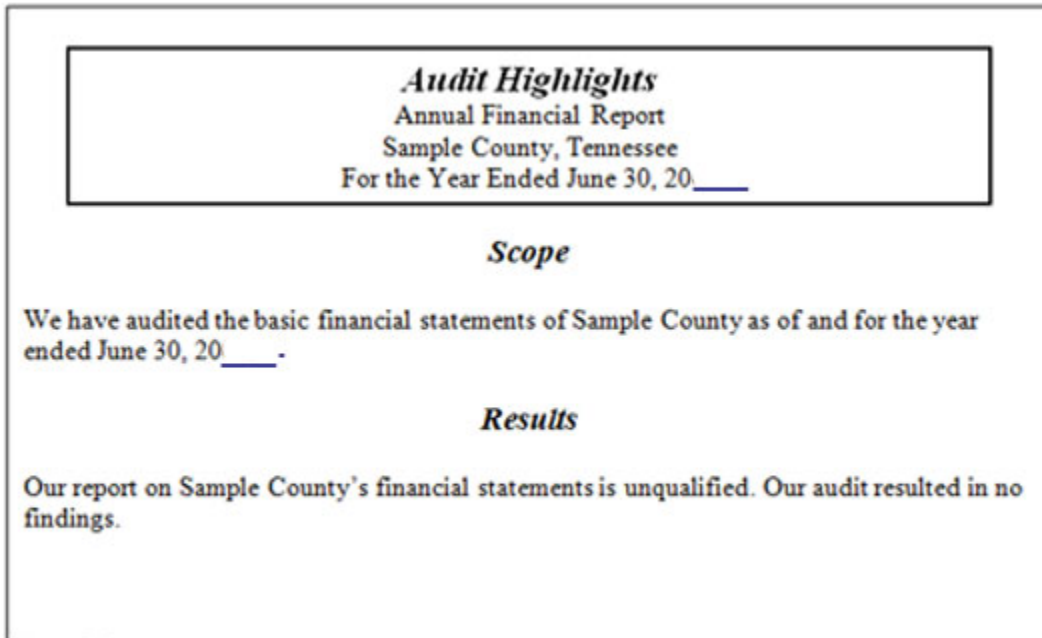 Audit Highlights
Annual Financial Report
Sample County, Tennessee
For the Year Ended June 30, 20____
Scope
We have audited the basic financial statements of Sample County as of and for the year
ended June 30, 20____.
Results
Our report on Sample County's financial statements is unqualified. Our audit resulted in no
findings.